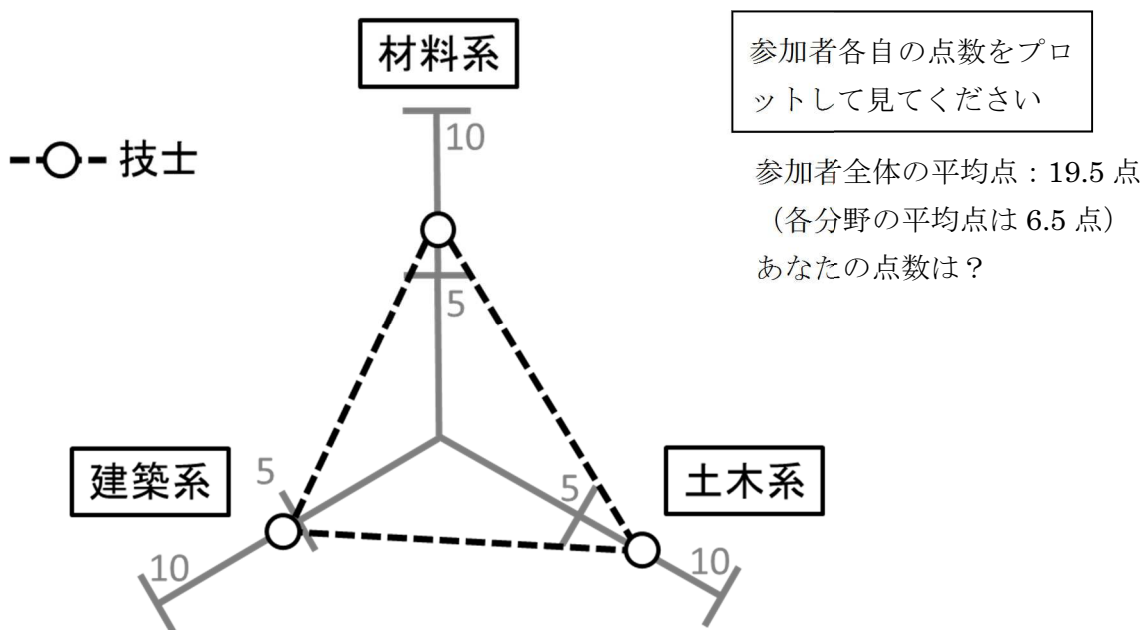 材料系
10
5
技士
建築系
5
10
土木系
5
10
参加者各自の点数をプロ
ットして見てください
参加者全体の平均点：19.5 点
（各分野の平均点は 6.5 点）
あなたの点数は？